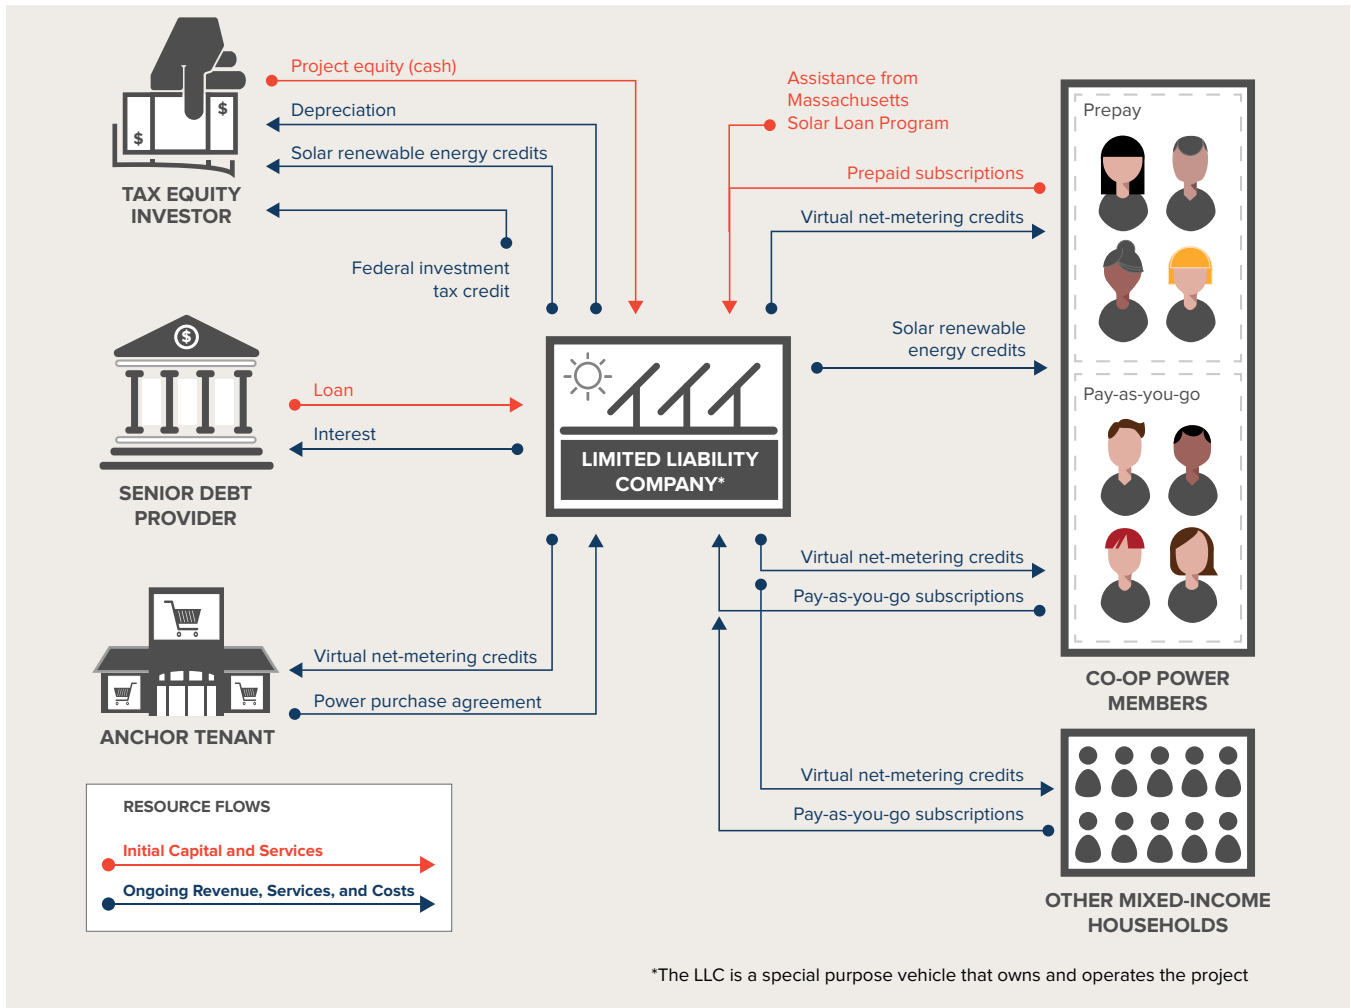 Project equity (cash)
Depreciation
Solar renewable energy credits
$
$
TAX EQUITY
INVESTOR
Federal investment
tax credit
Assistance from
Massachusetts
Solar Loan Program
Prepaid subscriptions
Virtual net-metering credits
Solar renewable
energy credits
Prepay
Pay-as-you-go
$
Loan
Interest
SENIOR DEBT
PROVIDER
LIMITED LIABILITY
COMPANY*
Virtual net-metering credits
Pay-as-you-go subscriptions
CO-OP POWER
MEMBERS
Virtual net-metering credits
Power purchase agreement
ANCHOR TENANT
Virtual net-metering credits
Pay-as-you-go subscriptions
OTHER MIXED-INCOME
HOUSEHOLDS
RESOURCE FLOWS
Initial Capital and Services
Ongoing Revenue, Services, and Costs
*The LLC is a special purpose vehicle that owns and operates the project